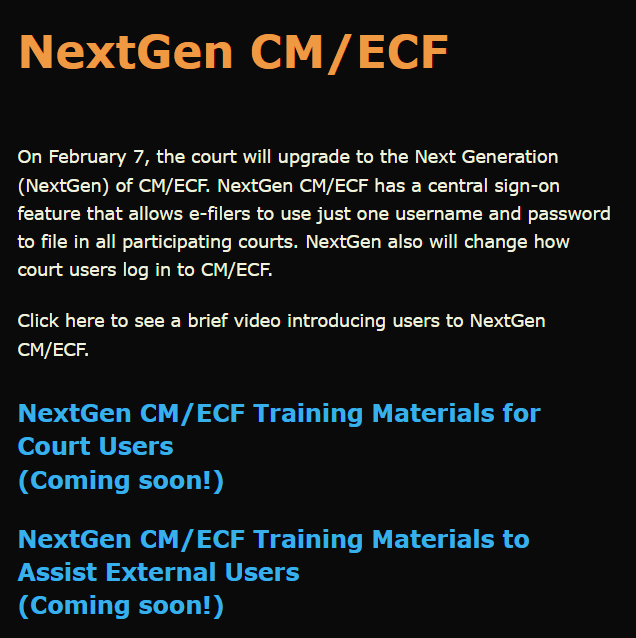 NextGen CM/ECF
On February 7, the court will upgrade to the Next Generation
(NextGen) of CM/ECF. NextGen CM/ECF has a central sign-on
feature that allows e-filers to use just one username and password
to file in all participating courts. NextGen also will change how
court users log in to CM/ECF.
Click here to see a brief video introducing users to NextGen
CM/ECF.
NextGen CM/ECF Training Materials for
Court Users
(Coming soon!)
NextGen CM/ECF Training Materials to
Assist External Users
(Coming soon!)